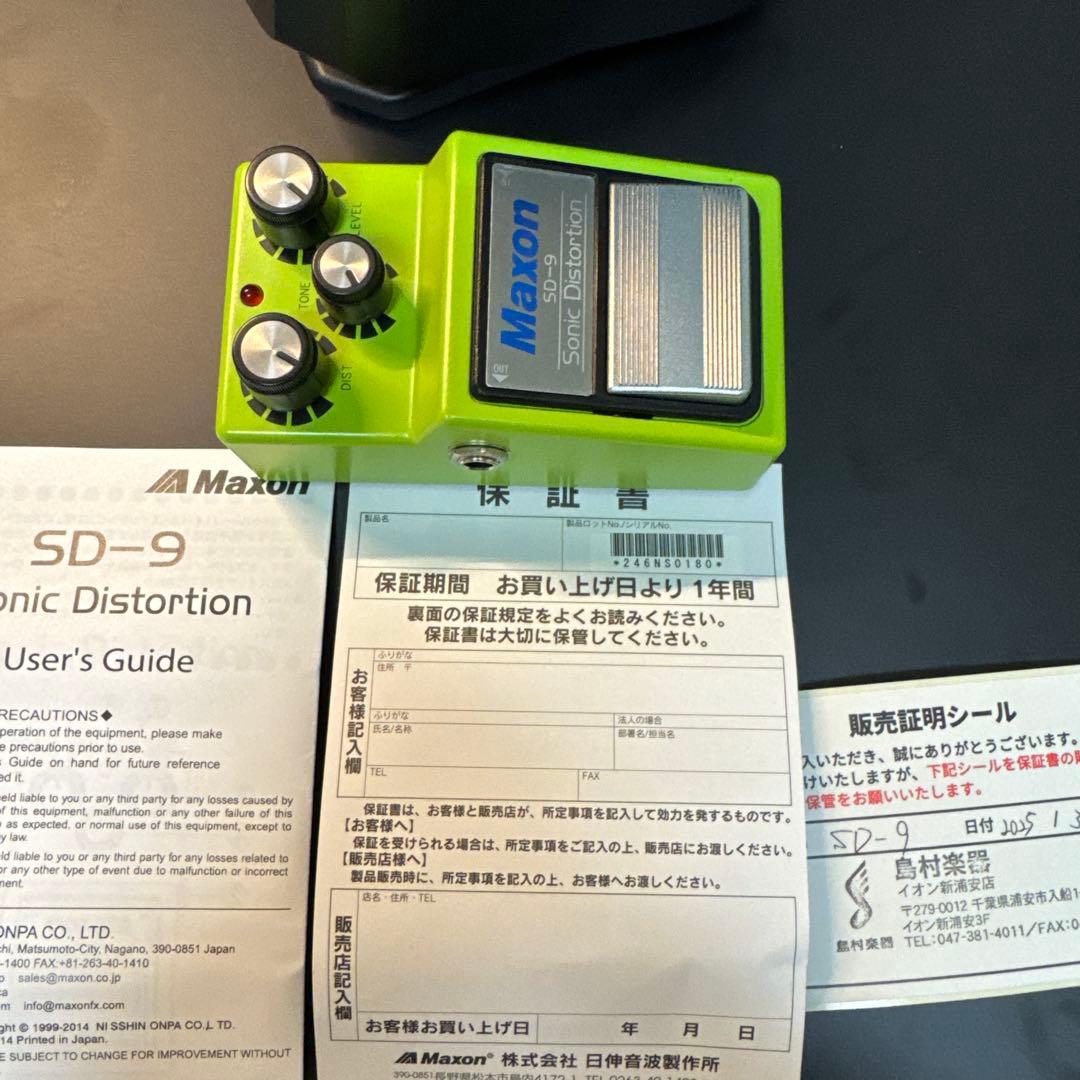 LEVEL
TONE
DIST
IN
OUT
Maxon
SD-9
Sonic Distortion
Maxon
SD-9
onic Distortion
User's Guide
RECAUTIONS◆
peration of the equipment, please make
e precautions prior to use.
Guide on hand for future reference
ed it.
eld liable to you or any third party for any losses caused by
of this equipment, malfunction or any other failure of this
as expected, or normal use of this equipment, except to
y law.
ld liable to you or any third party for any losses related to
or any other type of event due to malfunction or incorrect
ment.
ONPA CO., LTD.
chi, Matsumoto-City, Nagano, 390-0851 Japan
-1400 FAX:+81-263-40-1410
sales@maxon.co.jp
ca
m info@maxonfx.com
ght © 1999-2014 NISSHIN ONPA CO., LTD.
14 Printed in Japan.
E SUBJECT TO CHANGE FOR IMPROVEMENT WITHOUT
保証書
製品名
製品ロットNo./シリアルNo.
*246NS0180*
保証期間 お買い上げ日より1年間
裏面の保証規定をよくお読みください。
保証書は大切に保管してください。
お客様記入欄
ふりがな
住所 〒
ふりがな
氏名/名称
法人の場合
部署名/担当名
TEL
FAX
保証書は、お客様と販売店が、所定事項を記入して効力を発するものです。
【お客様へ】
保証を受けられる場合は、所定事項をご記入の上、販売店にお渡しください。
【販売店様へ】
製品販売時に、所定事項を記入の上、お客様へお渡しください。
販売店記入欄
店名・住所・TEL
お客様お買い上げ日 年 月 日
Maxon® 株式会社 日伸音波製作所
390-0851 長野県松本市島内4172-1
販売証明シール
入いただき、誠にありがとうございます。
けいたしますが、下記シールを保証書の販
保管をお願いいたします。
SD-9 日付 2025 1 3
島村楽器
イオン新浦安店
〒279-0012 千葉県浦安市入船1-
イオン新浦安3F
TEL:047-381-4011/FAX:0
島村楽器